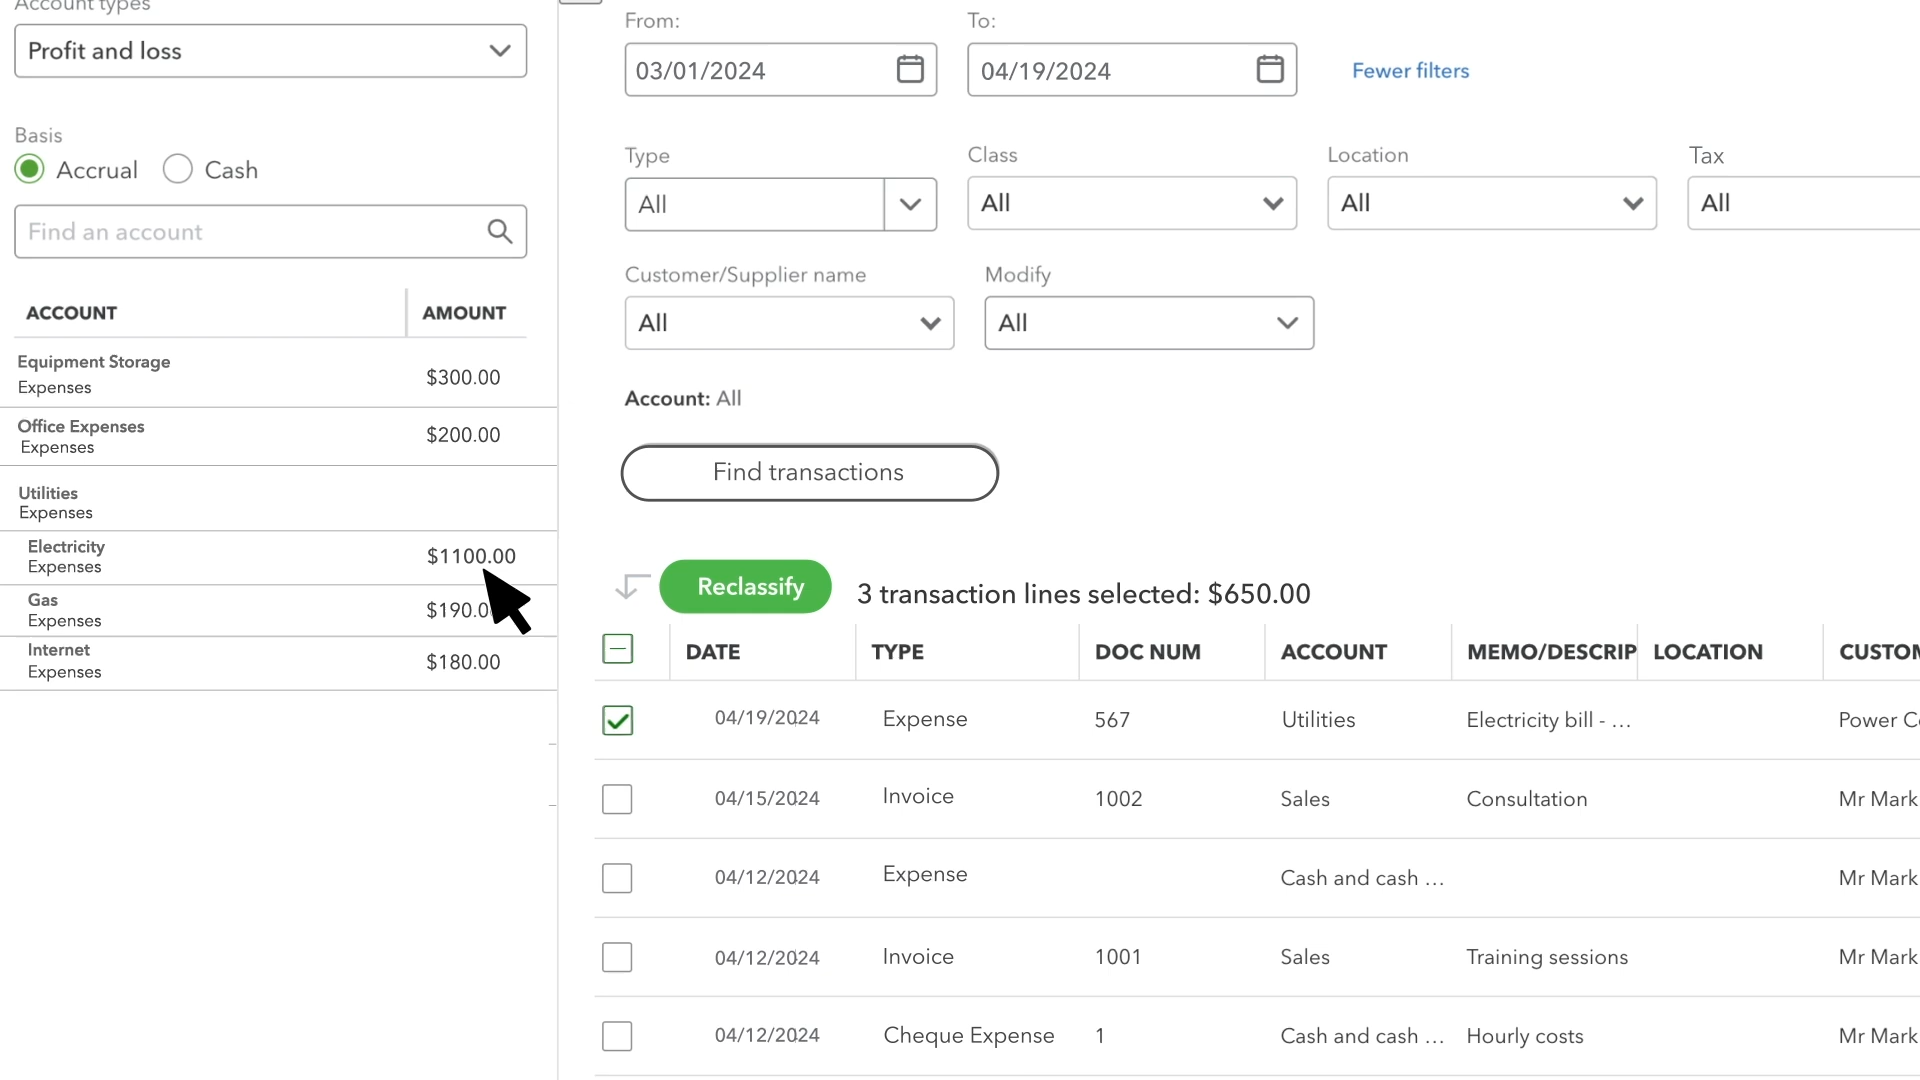 Account types
Profit and loss
Basis
Accrual
Cash
Find an account
ACCOUNT AMOUNT
Equipment Storage
Expenses
$300.00
Office Expenses
Expenses
$200.00
Utilities
Expenses
Electricity
Expenses
$1100.00
Gas
Expenses
$190.0
Internet
Expenses
$180.00
From:
03/01/2024
To:
04/19/2024
Fewer filters
Type
All
Class
All
Location
All
Tax
All
Customer/Supplier name
All
Modify
All
Account: All
Find transactions
Reclassify
3 transaction lines selected: $650.00
DATE TYPE DOC NUM ACCOUNT MEMO/DESCRIP LOCATION CUSTOM
04/19/2024 Expense 567 Utilities Electricity bill - ... Power C
04/15/2024 Invoice 1002 Sales Consultation Mr Mark
04/12/2024 Expense Cash and cash ... Mr Mark
04/12/2024 Invoice 1001 Sales Training sessions Mr Mark
04/12/2024 Cheque Expense 1 Cash and cash ... Hourly costs Mr Mark